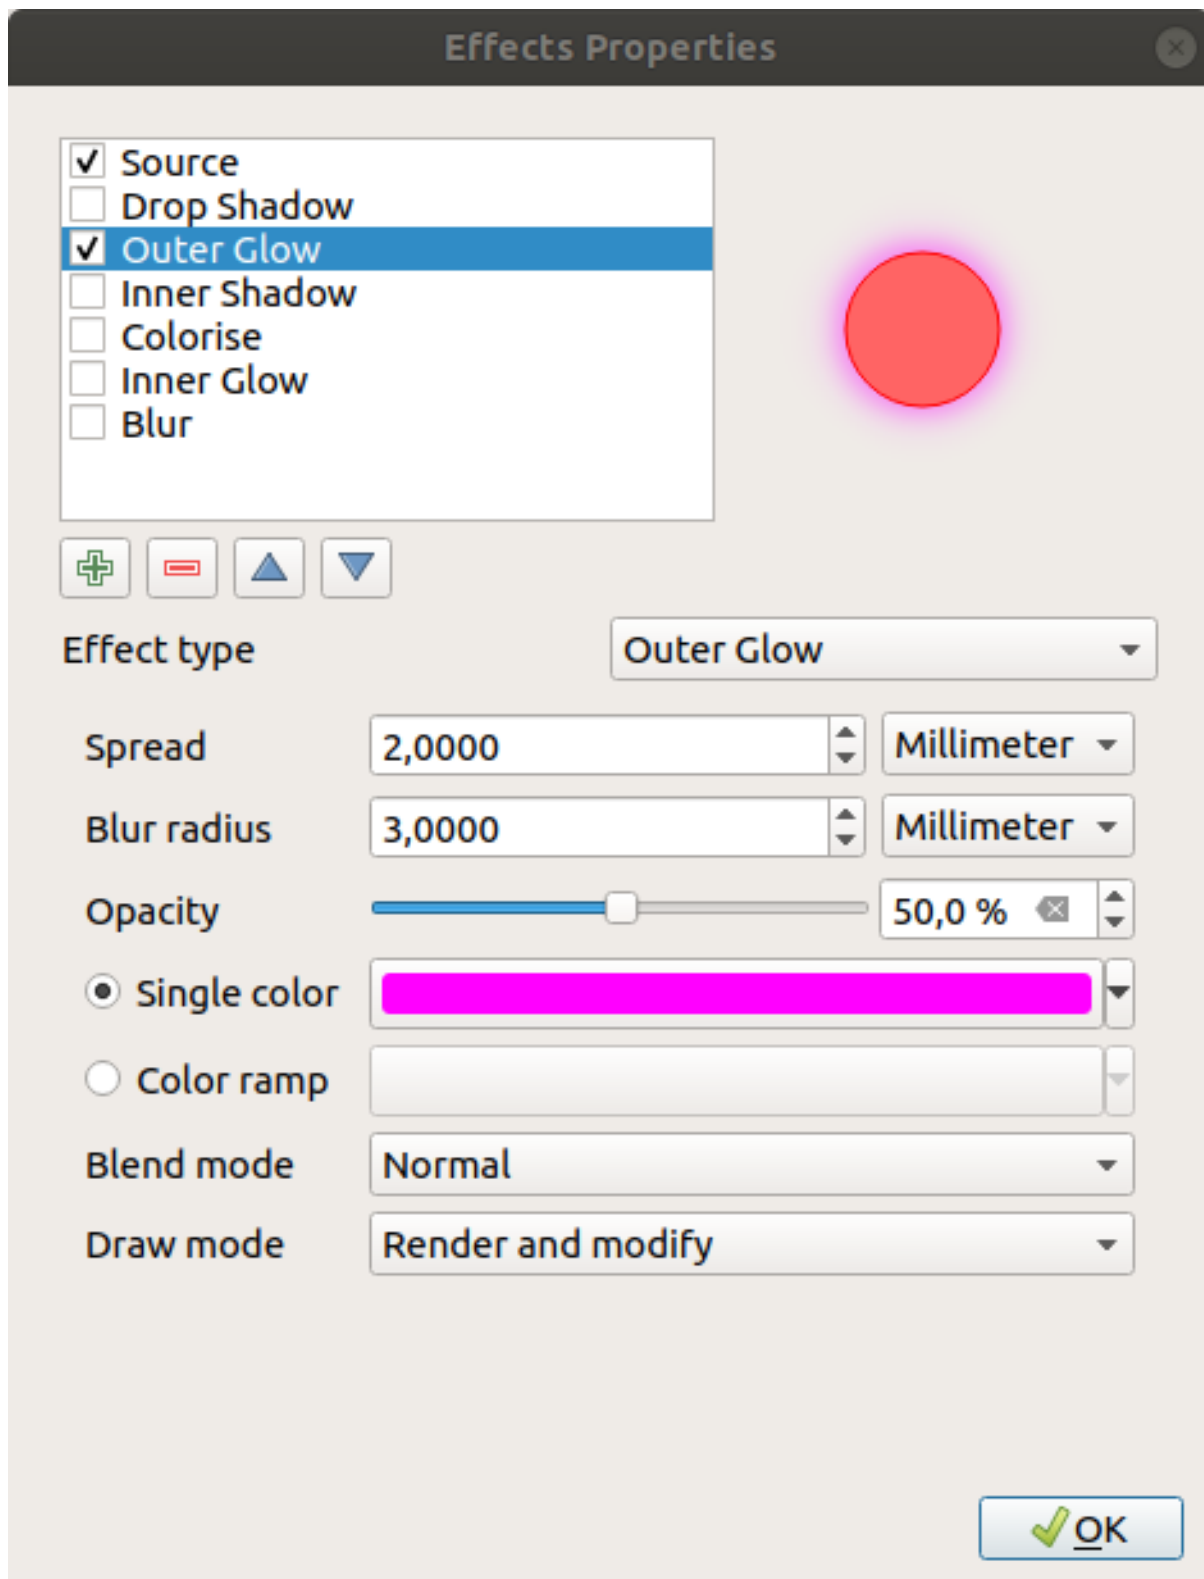 Effects Properties
Source
Drop Shadow
Outer Glow
Inner Shadow
Colorise
Inner Glow
Blur
Effect type Outer Glow
Spread 2,0000 Millimeter
Blur radius 3,0000 Millimeter
Opacity 50,0 %
Single color
Color ramp
Blend mode Normal
Draw mode Render and modify
OK